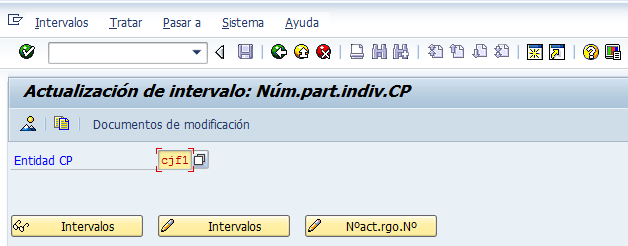 Intervalos Tratar Pasar a Sistema Ayuda
Actualización de intervalo: Núm.part.indiv.CP
Documentos de modificación
Entidad CP cjf1
Intervalos Intervalos Nºact.rgo.Nº